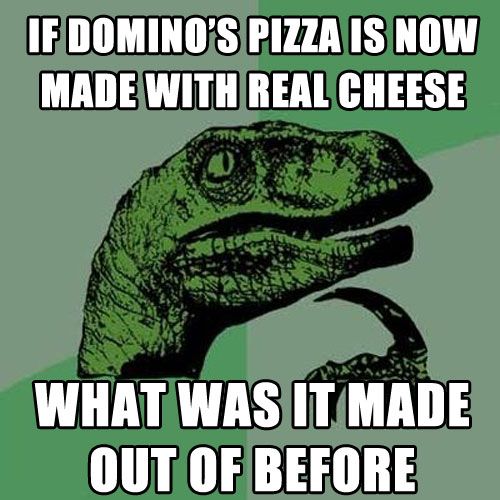 IF DOMINO'S PIZZA IS NOW
MADE WITH REAL CHEESE
WHAT WAS IT MADE
OUT OF BEFORE